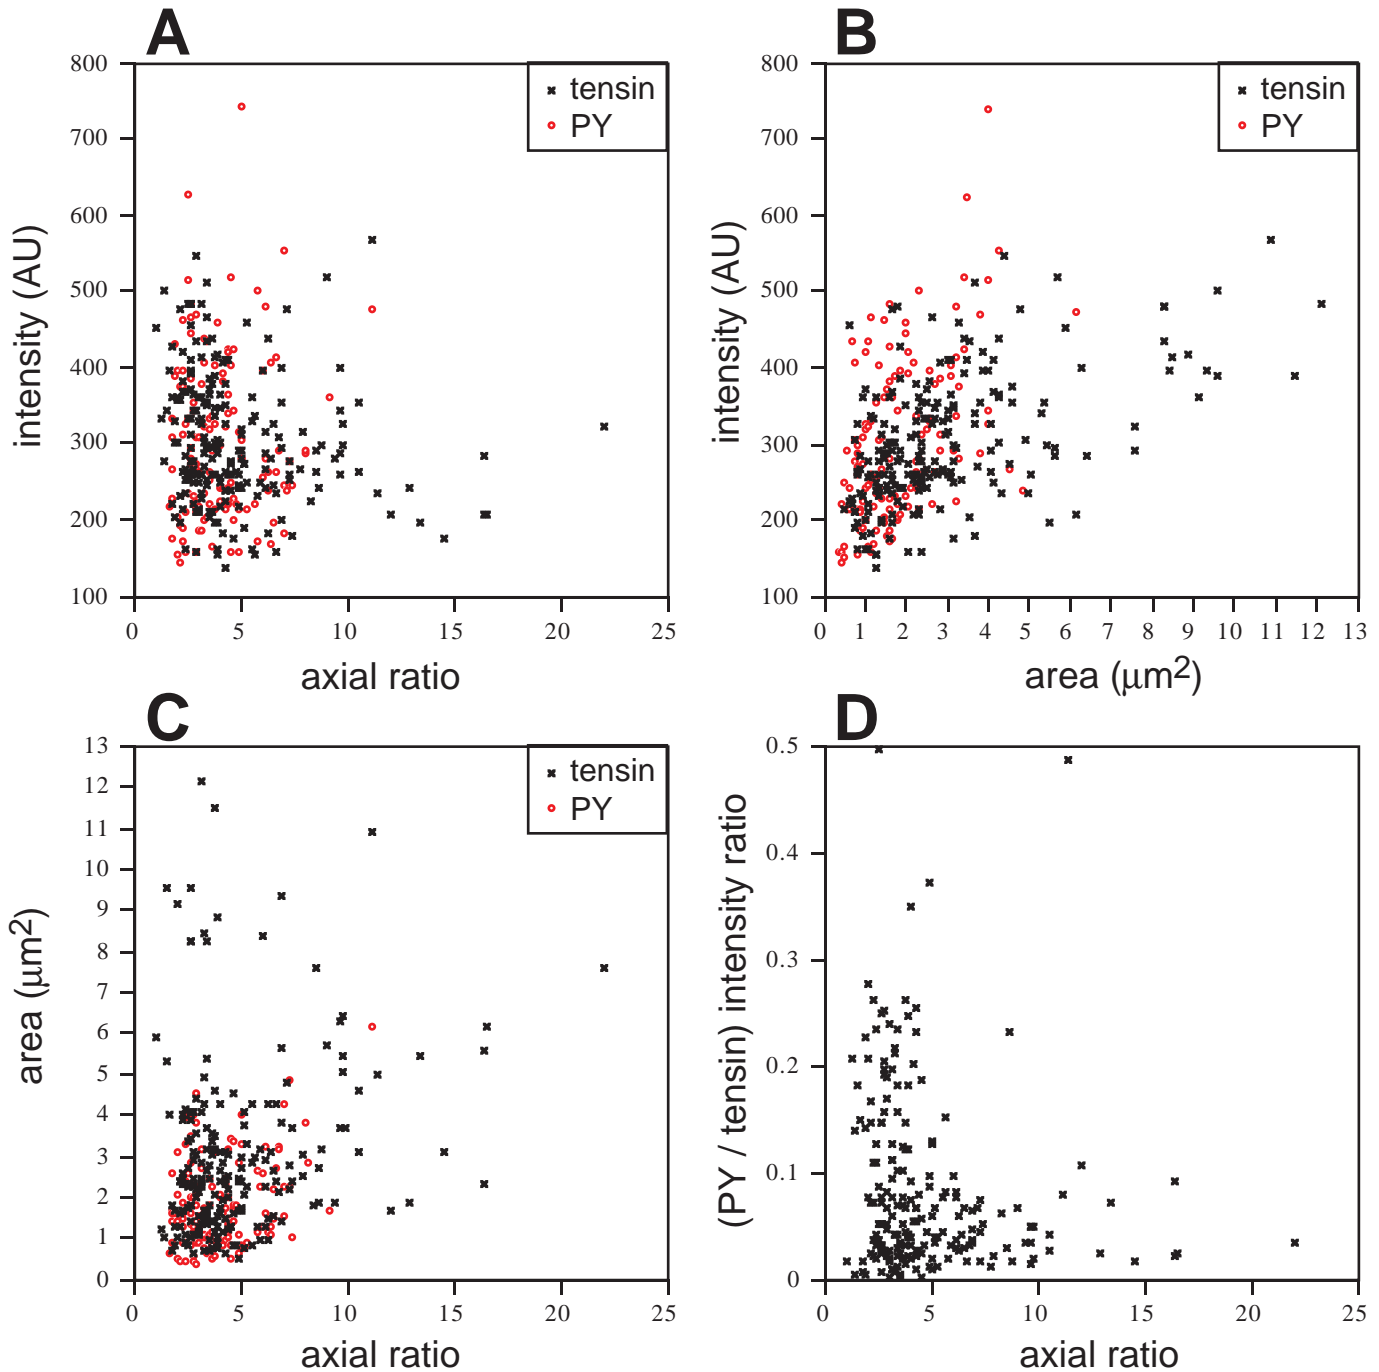 A
800
700
600
500
400
300
200
100
intensity (AU)
tensin
PY
0 5 10 15 20 25
axial ratio
B
800
700
600
500
400
300
200
100
intensity (AU)
tensin
PY
0 1 2 3 4 5 6 7 8 9 10 11 12 13
area (μm2)
C
13
12
11
10
9
8
7
6
5
4
3
2
1
0
area (μm2)
tensin
PY
0 5 10 15 20 25
axial ratio
D
0.5
0.4
0.3
0.2
0.1
0
(PY / tensin) intensity ratio
0 5 10 15 20 25
axial ratio